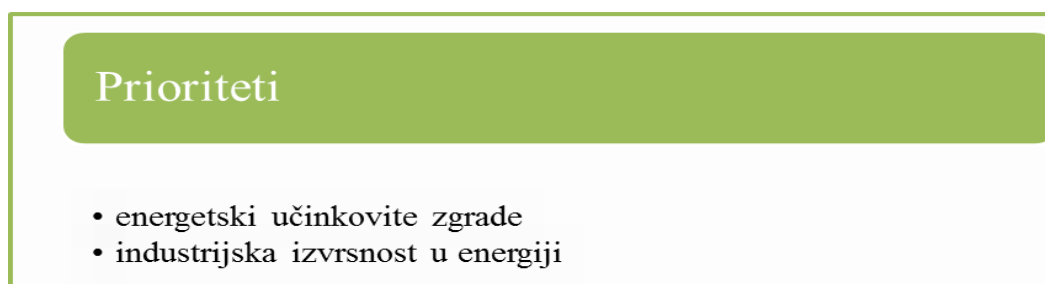 Prioriteti
• energetski učinkovite zgrade
• industrijska izvrsnost u energiji